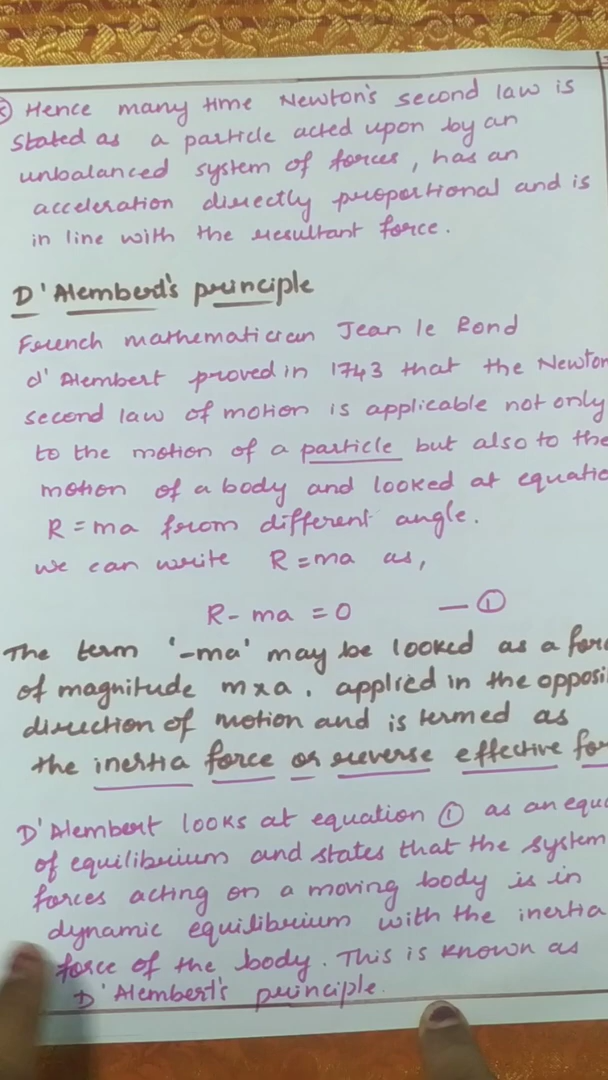 Hence many time Newton's second law is
stated as a particle acted upon by an
unbalanced system of forces, has an
acceleration directly proportional and is
in line with the resultant force.
D'Alembert's principle
French mathematician Jean le Rond
d'Alembert proved in 1743 that the Newton
second law of motion is applicable not only
to the motion of a particle but also to the
motion of a body and looked at equatio
R = ma from different angle.
we can write R = ma as,
R - ma = 0 — ①
The term '-ma' may be looked as a for
of magnitude m×a, applied in the opposi
direction of motion and is termed as
the inertia force or reverse effective for
D'Alembert looks at equation ① as an equa
of equilibrium and states that the system
forces acting on a moving body is in
dynamic equilibrium with the inertia
force of the body. This is known as
D'Alembert's principle.